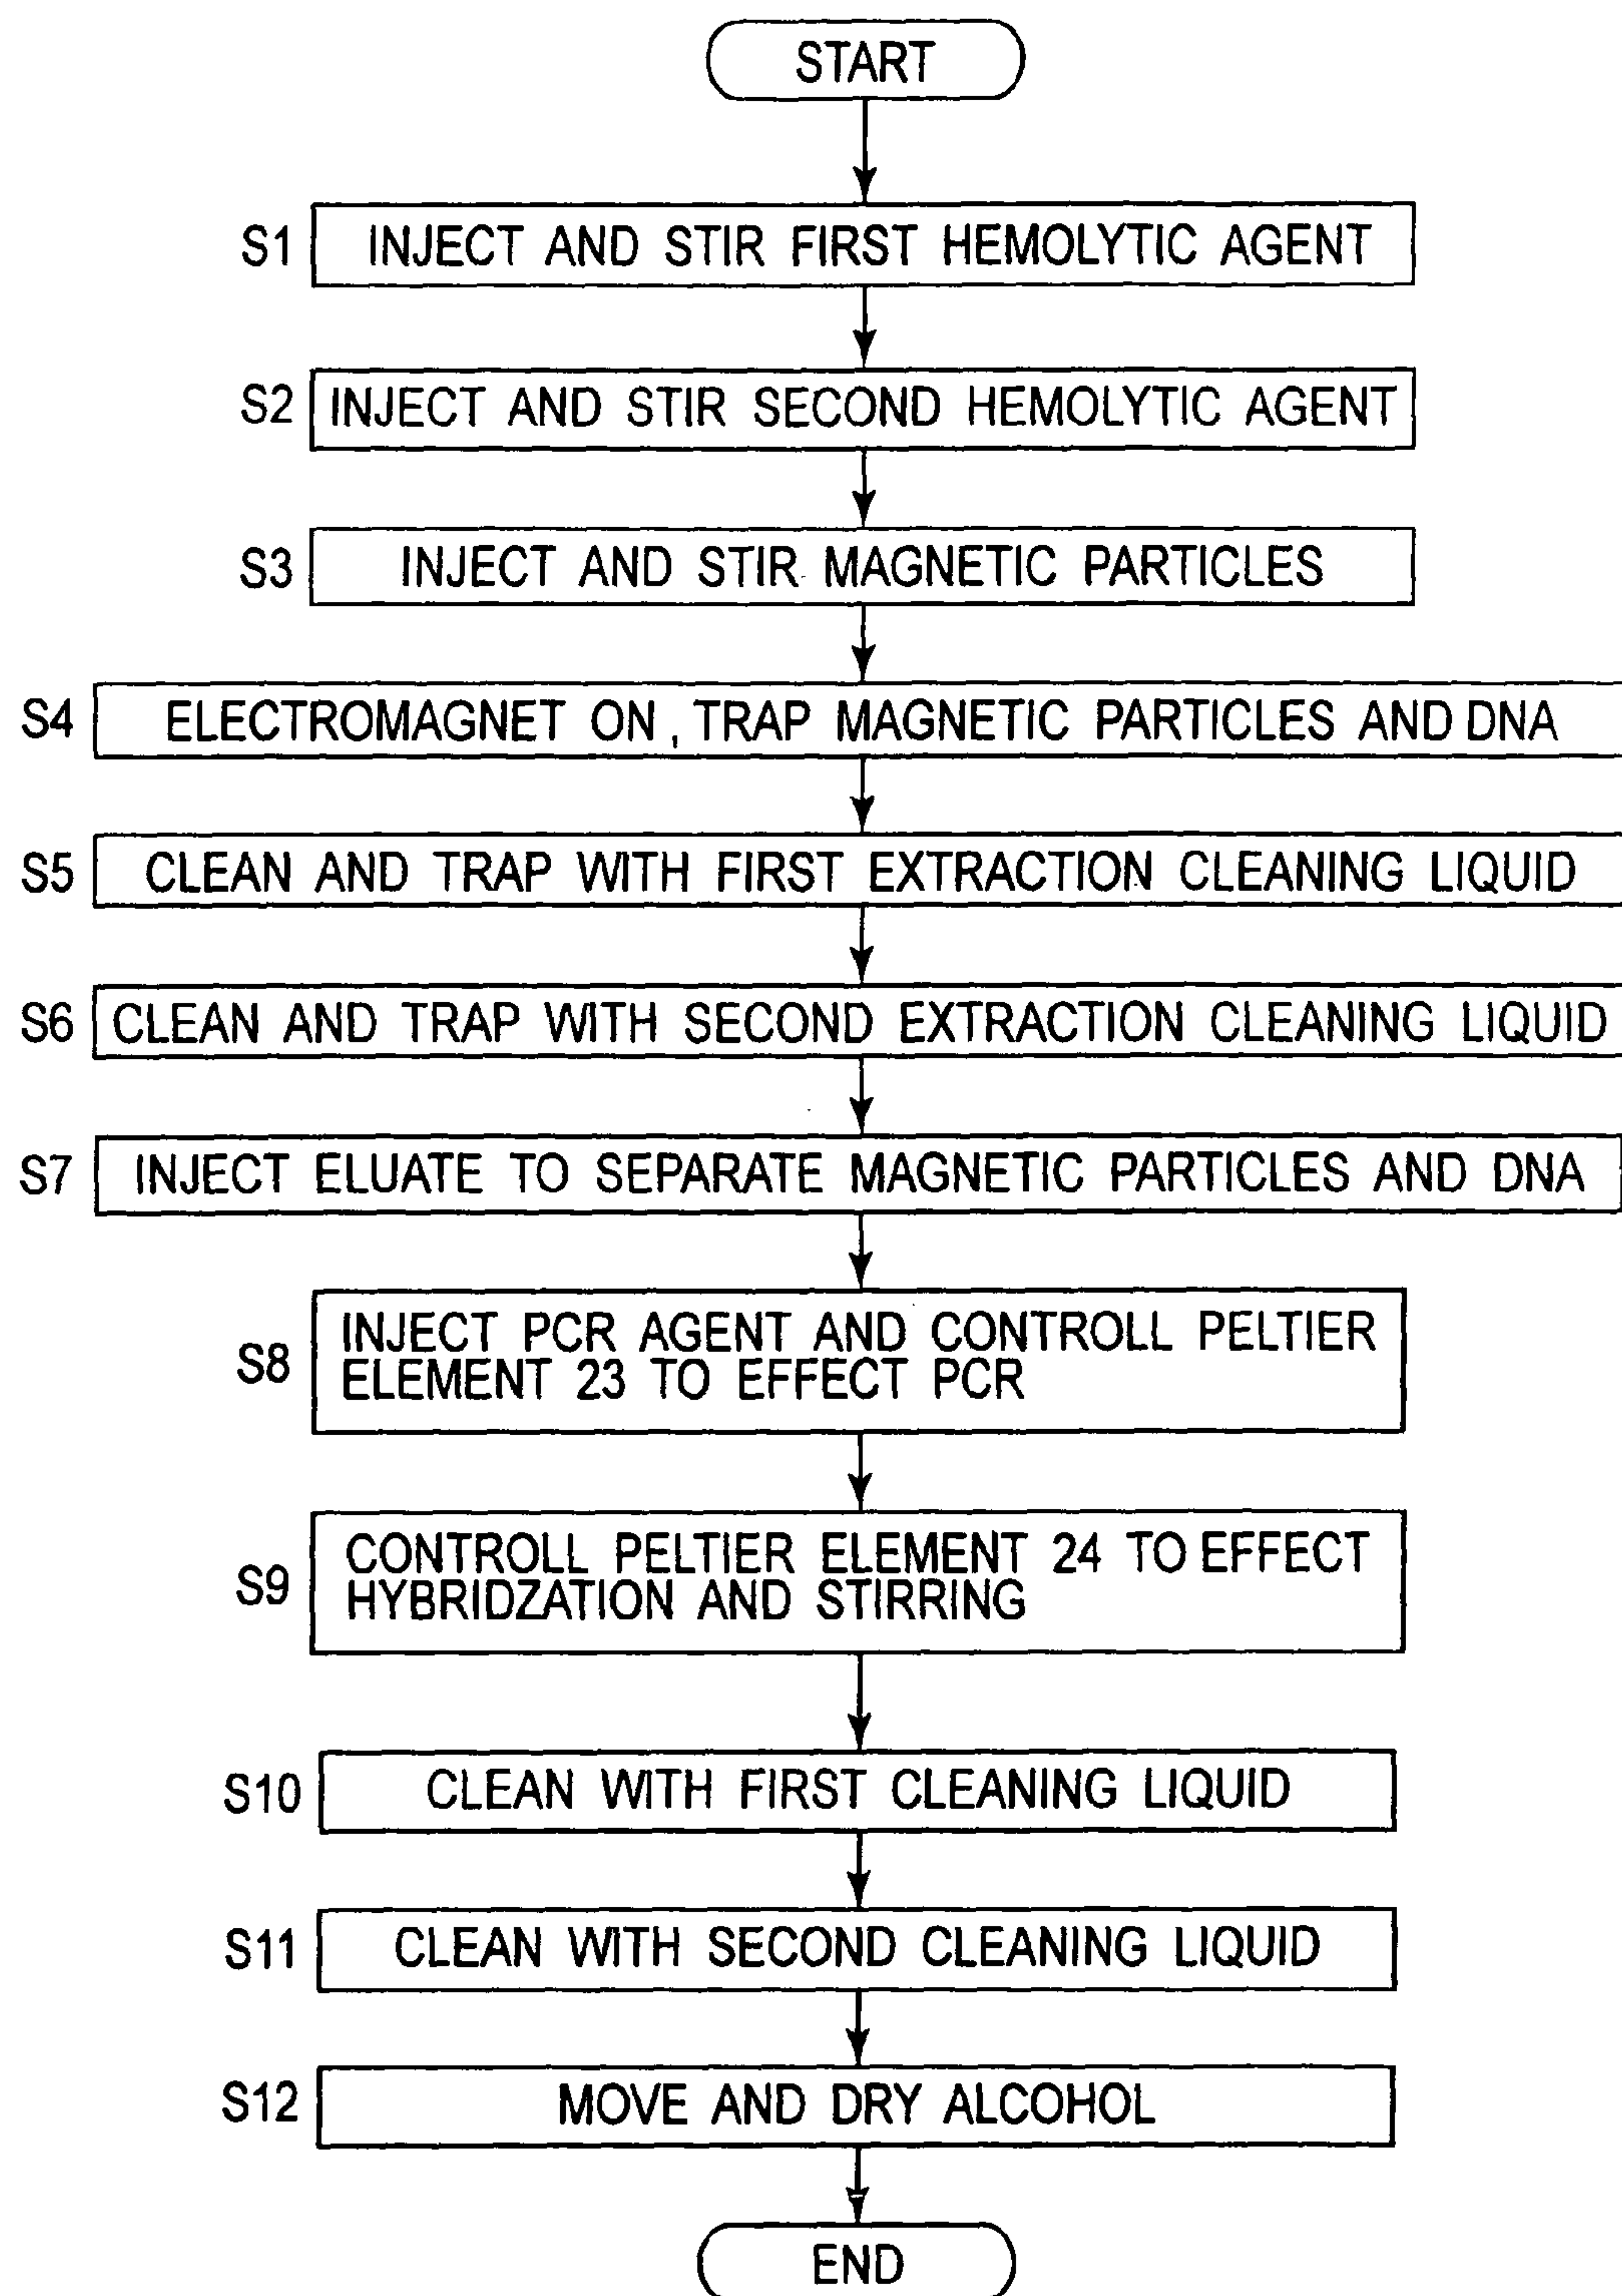 START
S1 INJECT AND STIR FIRST HEMOLYTIC AGENT
S2 INJECT AND STIR SECOND HEMOLYTIC AGENT
S3 INJECT AND STIR MAGNETIC PARTICLES
S4 ELECTROMAGNET ON, TRAP MAGNETIC PARTICLES AND DNA
S5 CLEAN AND TRAP WITH FIRST EXTRACTION CLEANING LIQUID
S6 CLEAN AND TRAP WITH SECOND EXTRACTION CLEANING LIQUID
S7 INJECT ELUATE TO SEPARATE MAGNETIC PARTICLES AND DNA
S8 INJECT PCR AGENT AND CONTROLL PELTIER
ELEMENT 23 TO EFFECT PCR
S9 CONTROLL PELTIER ELEMENT 24 TO EFFECT
HYBRIDZATION AND STIRRING
S10 CLEAN WITH FIRST CLEANING LIQUID
S11 CLEAN WITH SECOND CLEANING LIQUID
S12 MOVE AND DRY ALCOHOL
END